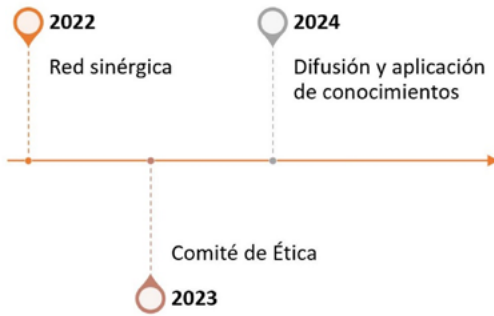 2022
Red sinérgica
2024
Difusión y aplicación
de conocimientos
Comité de Ética
2023